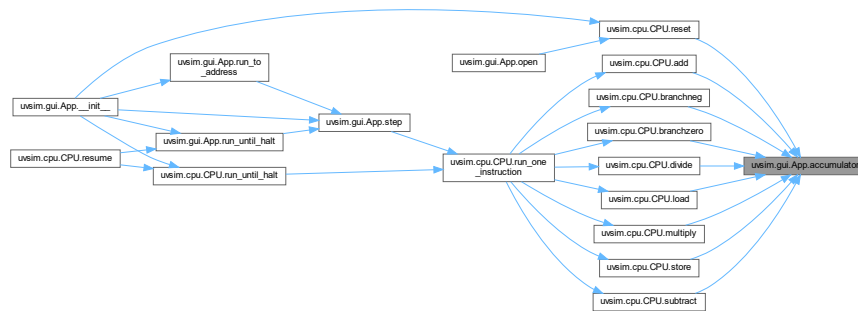 uvsim.cpu.CPU.reset
uvsim.gui.App.run_to
_address
uvsim.gui.App.open
uvsim.cpu.CPU.add
uvsim.gui.App.__init__
uvsim.cpu.CPU.branchneg
uvsim.gui.App.step
uvsim.gui.App.run_until_halt
uvsim.cpu.CPU.branchzero
uvsim.cpu.CPU.resume
uvsim.cpu.CPU.run_until_halt
uvsim.cpu.CPU.run_one
_instruction
uvsim.cpu.CPU.divide
uvsim.gui.App.accumulator
uvsim.cpu.CPU.load
uvsim.cpu.CPU.multiply
uvsim.cpu.CPU.store
uvsim.cpu.CPU.subtract